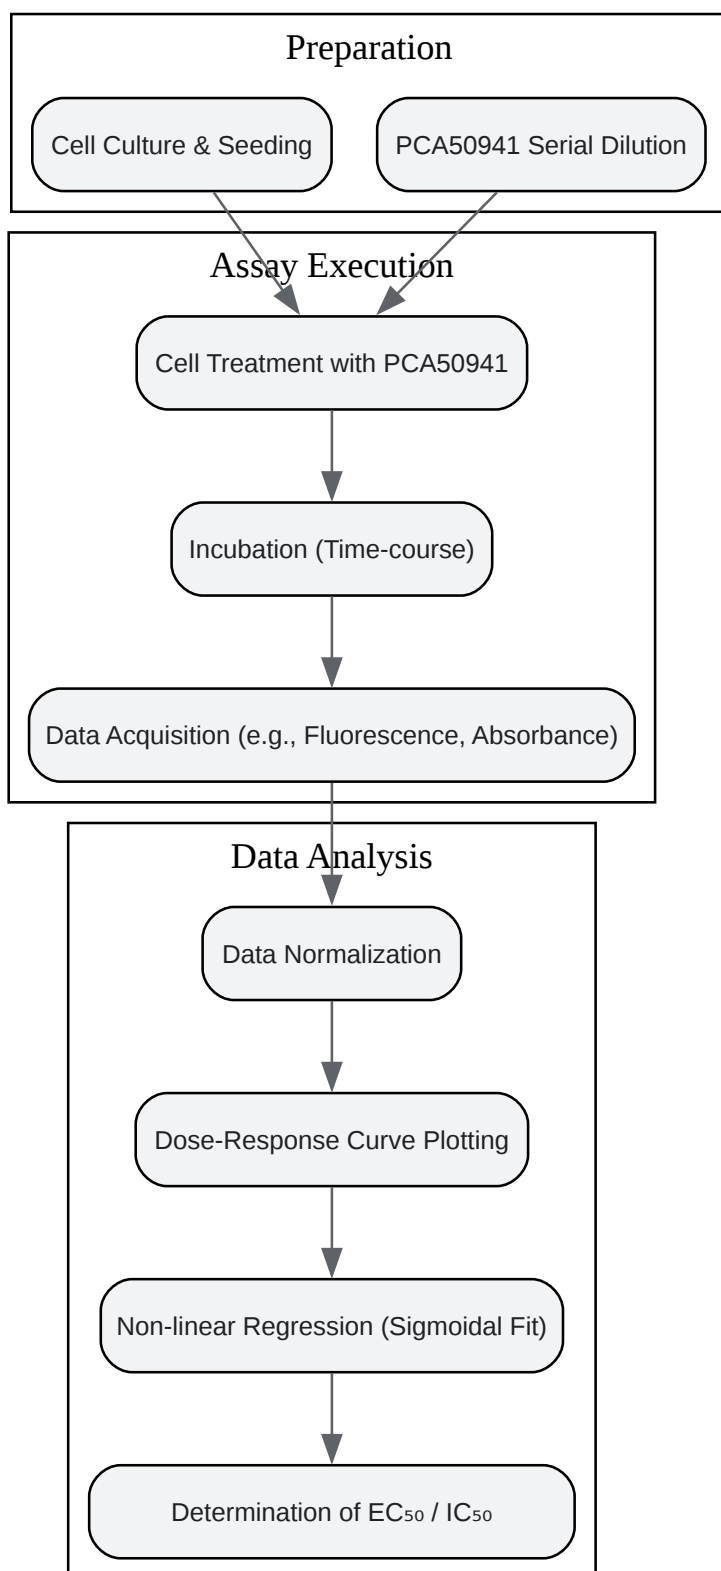 Preparation
Cell Culture & Seeding
PCA50941 Serial Dilution
Assay Execution
Cell Treatment with PCA50941
Incubation (Time-course)
Data Acquisition (e.g., Fluorescence, Absorbance)
Data Analysis
Data Normalization
Dose-Response Curve Plotting
Non-linear Regression (Sigmoidal Fit)
Determination of EC₅₀ / IC₅₀